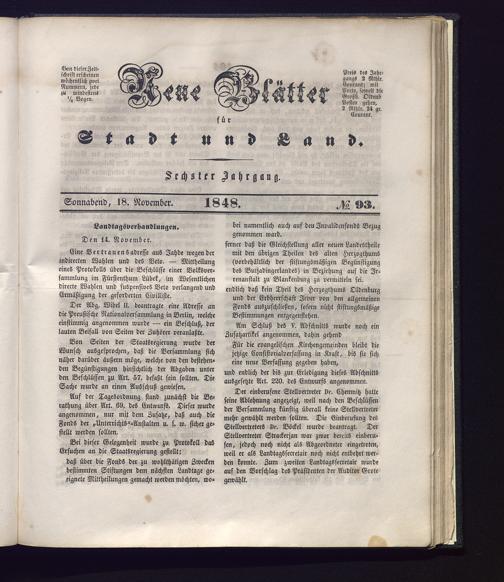 Von dieser Zeit-
schrift erscheinen
wöchentlich zwei
Nummern, jede
zu mindestens
½ Bogen.
Neue Blätter
für
Stadt und Land.
Preis des Jahr-
gangs 2 Rthlr.
Courant; mit
Porto, soweit die
Großh. Oldenb.
Posten gehen,
2 Rthlr. 24 gr.
Courant.
Sechster Jahrgang.
Sonnabend, 18. November. 1848. № 93.
Landtagsverhandlungen.
Den 14. November.
Eine Vertrauensadresse aus Jahde wegen der
indirecten Wahlen und des Veto. — Mittheilung
eines Protokolls über die Beschlüsse einer Volksver-
sammlung im Fürstenthum Lübek, im Wesentlichen
directe Wahlen und suspensives Veto verlangend und
Ermäßigung der geforderten Civilliste.
Der Abg. Wibel II. beantragte eine Adresse an
die Preußische Nationalversammlung in Berlin, welche
einstimmig angenommen wurde — ein Beschluß, der
lauten Beifall von Seiten der Zuhörer veranlaßte.
Von Seiten der Staatsregierung wurde der
Wunsch ausgesprochen, daß die Versammlung sich
näher darüber äußern möge, welche von den bestehen-
den Begünstigungen hinsichtlich der Abgaben unter
den Beschlüssen zu Art. 57. befaßt sein sollten. Die
Sache wurde an einen Ausschuß gewiesen.
Auf der Tagesordnung stand zunächst die Be-
rathung über Art. 69. des Entwurfs. Dieser wurde
angenommen, nur mit dem Zusatze, daß auch die
Fonds der „Unterrichts“-Anstalten u. s. w. sicher ge-
stellt werden sollten.
Bei dieser Gelegenheit wurde zu Protokoll das
Ersuchen an die Staatsregierung gestellt:
daß über die Fonds der zu wohlthätigen Zwecken
bestimmten Stiftungen dem nächsten Landtage ge-
eignete Mittheilungen gemacht werden möchten, wo-
bei namentlich auch auf den Invalidenfonds Bezug
genommen ward.
ferner daß die Gleichstellung aller neuen Landestheile
mit den übrigen Theilen des alten Herzogthums
(vorbehältlich der stiftungsmäßigen Begünstigung
des Butjadingerlandes) in Beziehung auf die Ir-
renanstalt zu Blankenburg zu vermitteln sei.
endlich daß kein Theil des Herzogthums Oldenburg
und der Erbherrschaft Jever von den allgemeinen
Fonds auszuschließen, sofern nicht stiftungsmäßige
Bestimmungen entgegenstehen.
Am Schluß des V. Abschnitts wurde noch ein
Zusatzartikel angenommen, dahin gehend
Für die evangelischen Kirchengemeinden bleibt die
jetzige Consistorialverfassung in Kraft, bis sie sich
eine neue Verfassung gegeben haben,
und endlich der bis zur Erledigung dieses Abschnitts
ausgesetzte Art. 220. des Entwurfs angenommen.
Der einberufene Stellvertreter Dr. Chemnitz hatte
seine Ablehnung angezeigt, weil nach den Beschlüssen
der Versammlung künftig überall keine Stellvertreter
mehr gewählt werden sollten. Die Einberufung des
Stellvertreters Dr. Böckel wurde beantragt. Der
Stellvertreter Strackerjan war zwar bereits einberu-
fen, jedoch noch nicht als Abgeordneter eingetreten,
weil er als Landtagssecretair noch nicht entbehrt wer-
den konnte. Zum zweiten Landtagssecretair wurde
auf den Vorschlag des Präsidenten der Auditor Grote
gewählt.